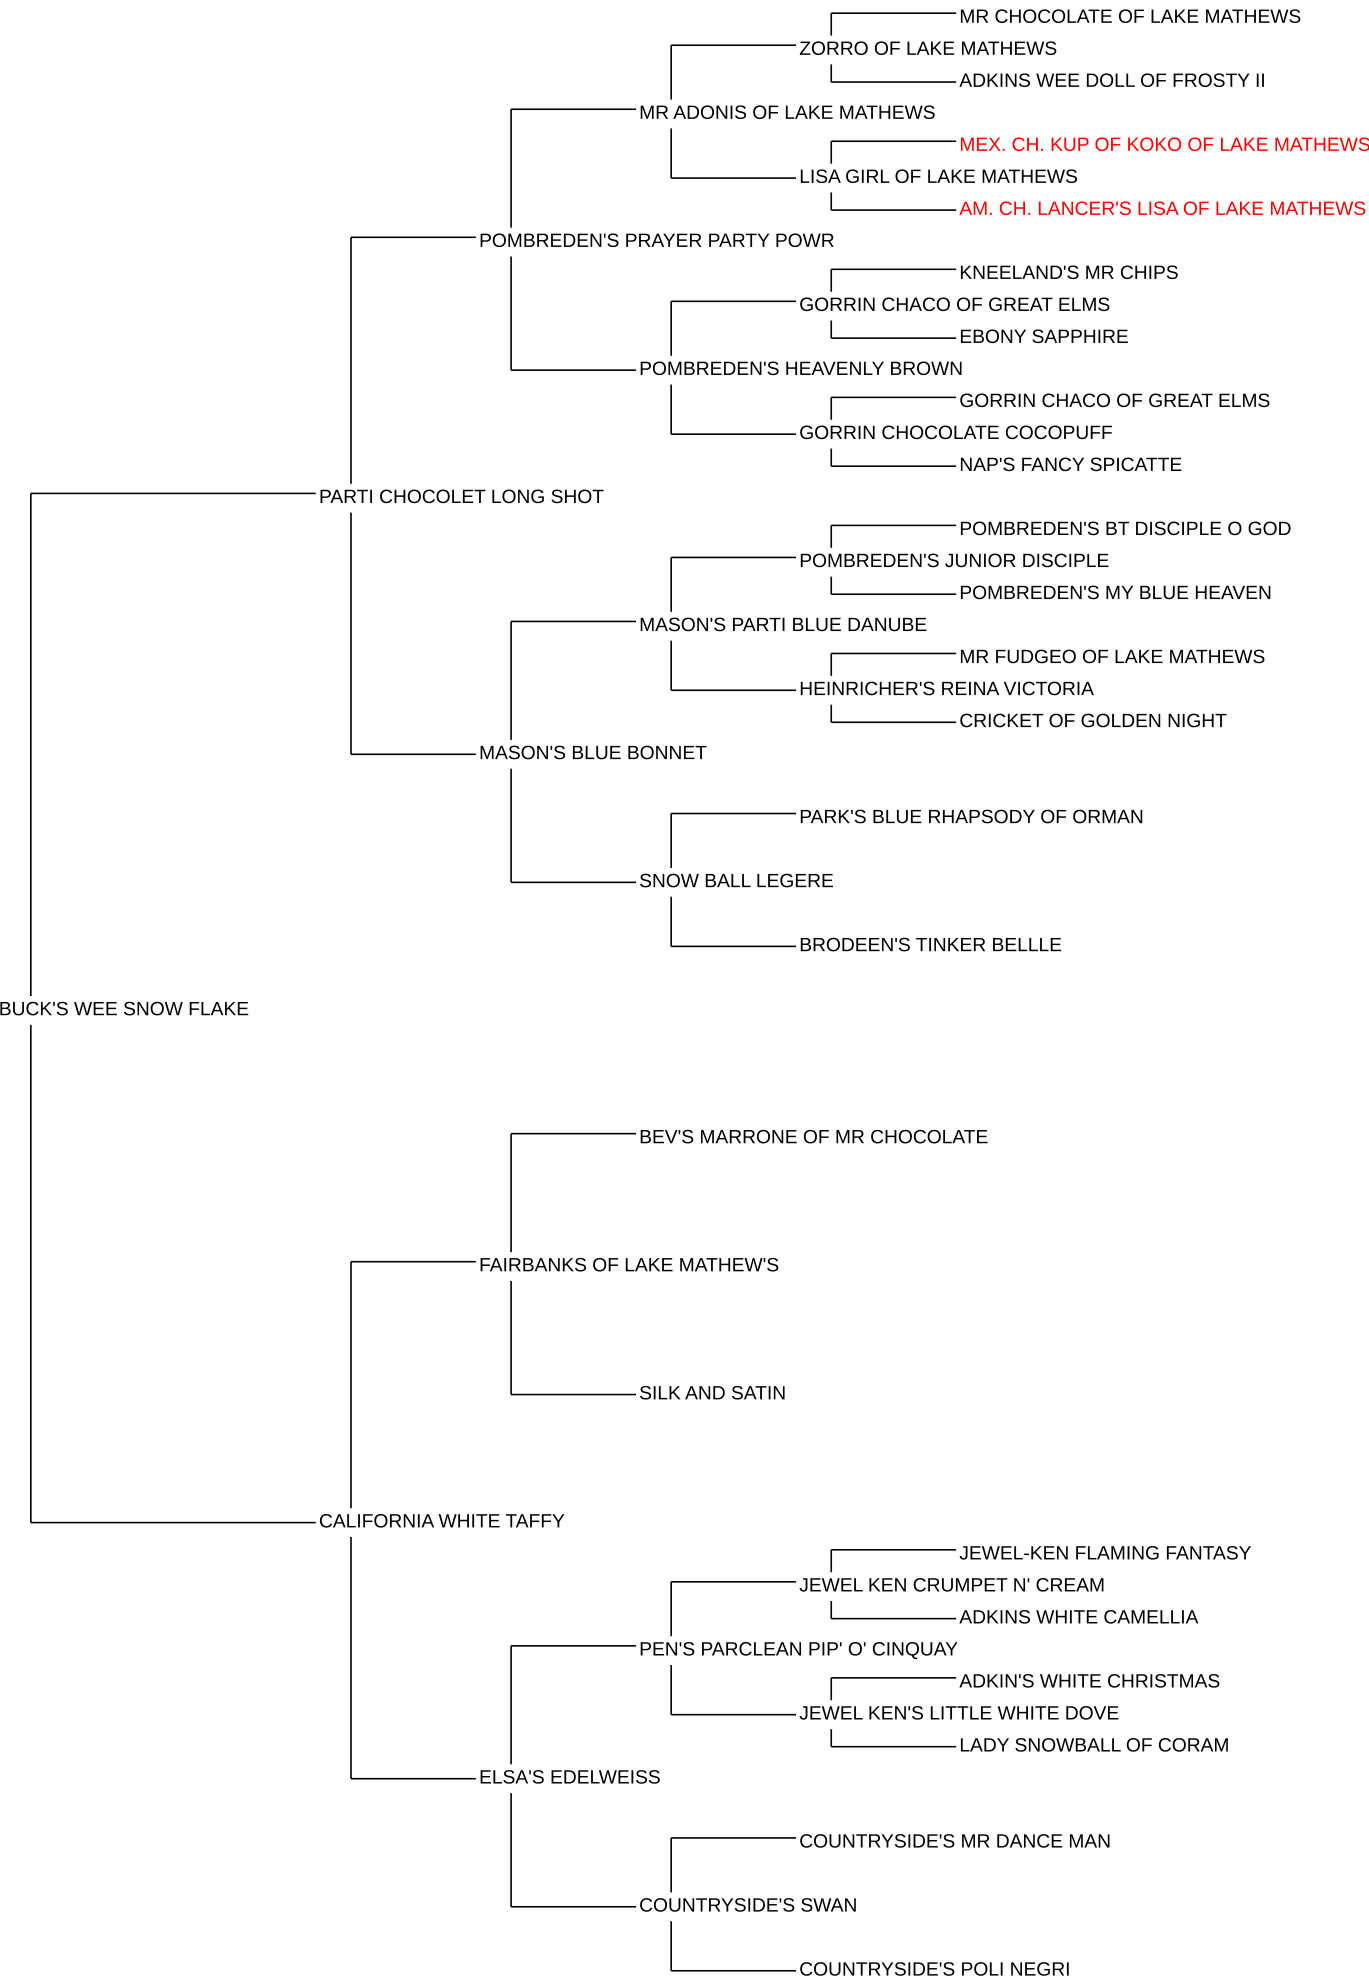 MR CHOCOLATE OF LAKE MATHEWS
ZORRO OF LAKE MATHEWS
ADKINS WEE DOLL OF FROSTY II
MR ADONIS OF LAKE MATHEWS
MEX. CH. KUP OF KOKO OF LAKE MATHEWS
LISA GIRL OF LAKE MATHEWS
AM. CH. LANCER'S LISA OF LAKE MATHEWS
POMBREDEN'S PRAYER PARTY POWR
KNEELAND'S MR CHIPS
GORRIN CHACO OF GREAT ELMS
EBONY SAPPHIRE
POMBREDEN'S HEAVENLY BROWN
GORRIN CHACO OF GREAT ELMS
GORRIN CHOCOLATE COCOPUFF
NAP'S FANCY SPICATTE
PARTI CHOCOLET LONG SHOT
POMBREDEN'S BT DISCIPLE O GOD
POMBREDEN'S JUNIOR DISCIPLE
POMBREDEN'S MY BLUE HEAVEN
MASON'S PARTI BLUE DANUBE
MR FUDGEO OF LAKE MATHEWS
HEINRICHER'S REINA VICTORIA
CRICKET OF GOLDEN NIGHT
MASON'S BLUE BONNET
PARK'S BLUE RHAPSODY OF ORMAN
SNOW BALL LEGERE
BRODEEN'S TINKER BELLLE
BUCK'S WEE SNOW FLAKE
BEV'S MARRONE OF MR CHOCOLATE
FAIRBANKS OF LAKE MATHEW'S
SILK AND SATIN
CALIFORNIA WHITE TAFFY
JEWEL-KEN FLAMING FANTASY
JEWEL KEN CRUMPET N' CREAM
ADKINS WHITE CAMELLIA
PEN'S PARCLEAN PIP' O' CINQUAY
ADKIN'S WHITE CHRISTMAS
JEWEL KEN'S LITTLE WHITE DOVE
LADY SNOWBALL OF CORAM
ELSA'S EDELWEISS
COUNTRYSIDE'S MR DANCE MAN
COUNTRYSIDE'S SWAN
COUNTRYSIDE'S POLI NEGRI